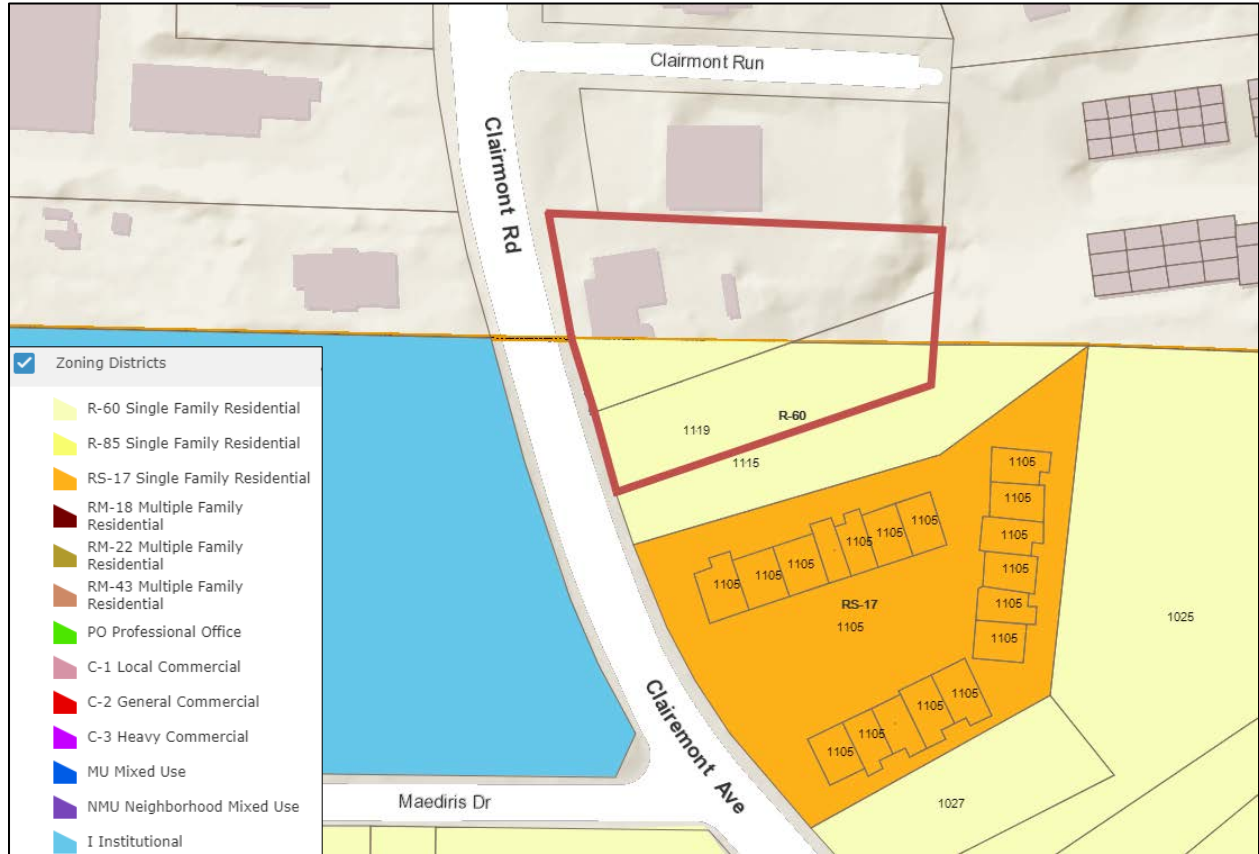 Clairmont Run
Clairmont Rd
Zoning Districts
R-60 Single Family Residential
R-85 Single Family Residential
RS-17 Single Family Residential
RM-18 Multiple Family
Residential
RM-22 Multiple Family
Residential
RM-43 Multiple Family
Residential
PO Professional Office
C-1 Local Commercial
C-2 General Commercial
C-3 Heavy Commercial
MU Mixed Use
NMU Neighborhood Mixed Use
I Institutional
R-60
1119
1115
1105
1105
1105
1105
1105
1105
1105
1105
1105
1105
1105
1105
RS-17
1105
1025
1105
1105
1105
1105
1027
Clairemont Ave
Maediris Dr